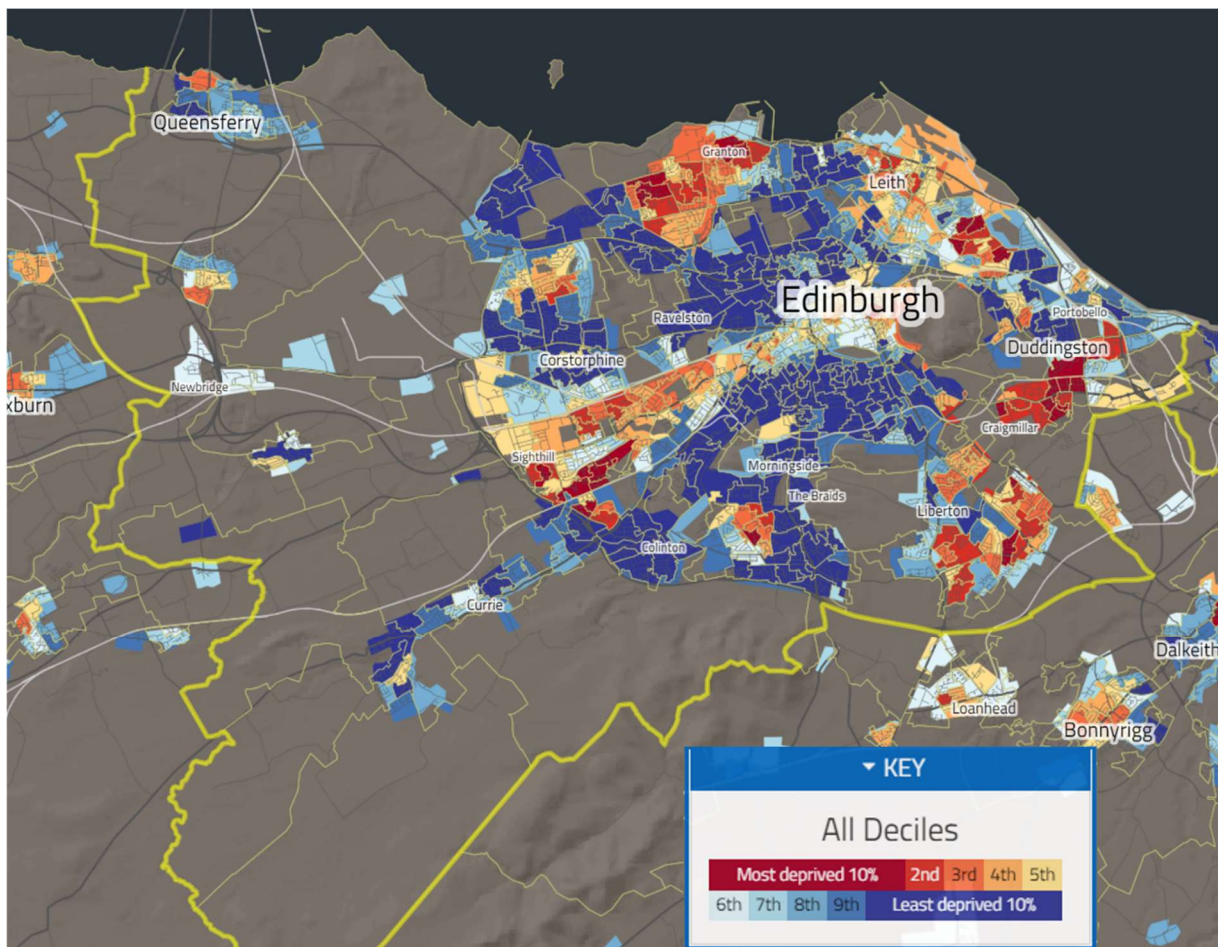 Queensferry
Granton
Leith
Edinburgh
Ravelston
Portobello
Corstorphine
Duddingston
Newbridge
xburn
Craigmillar
Sighthill
Morningside
The Braids
Liberton
Colinton
Currie
Dalkeith
Loanhead
Bonnyrigg
KEY
All Deciles
Most deprived 10% 2nd 3rd 4th 5th
6th 7th 8th 9th Least deprived 10%